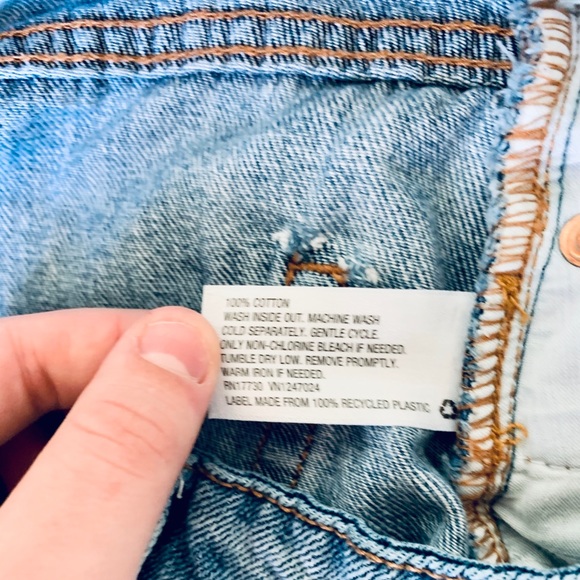 100% COTTON
WASH INSIDE OUT. MACHINE WASH
COLD SEPARATELY. GENTLE CYCLE.
ONLY NON-CHLORINE BLEACH IF NEEDED.
TUMBLE DRY LOW. REMOVE PROMPTLY.
WARM IRON IF NEEDED.
RN17730 VN1247024
LABEL MADE FROM 100% RECYCLED PLASTIC